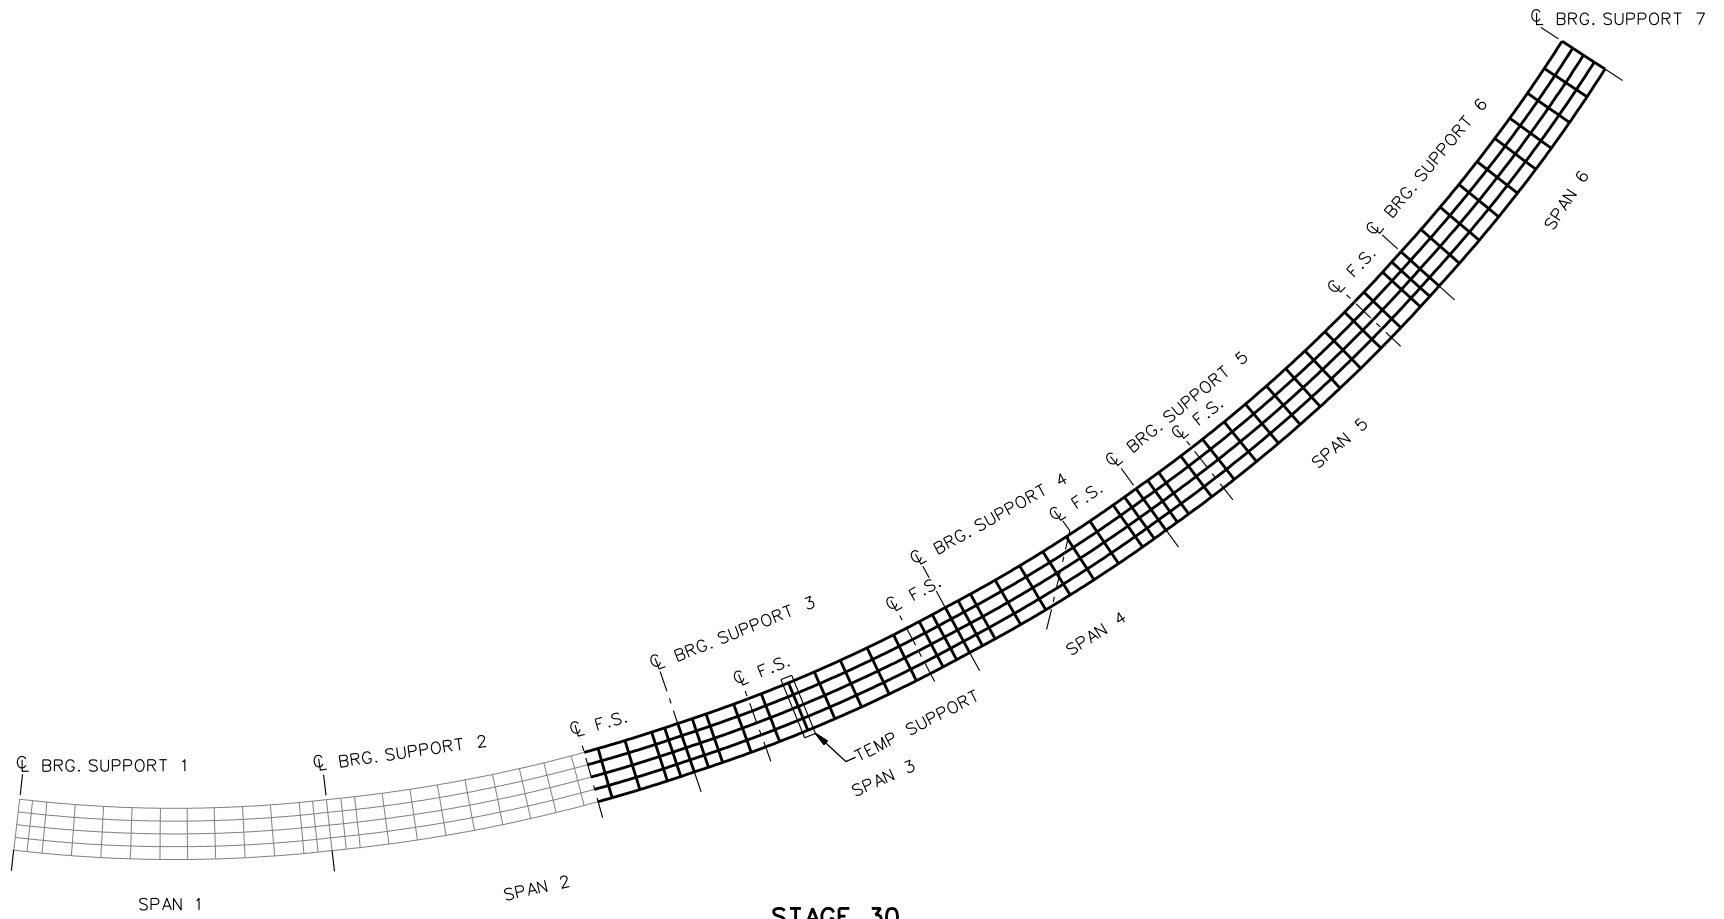 ℄ BRG. SUPPORT 7
℄ BRG. SUPPORT 6
SPAN 6
℄ F.S.
℄ BRG. SUPPORT 5
℄ F.S.
SPAN 5
℄ BRG. SUPPORT 4
℄ F.S.
℄ F.S.
SPAN 4
℄ BRG. SUPPORT 3
℄ F.S.
TEMP SUPPORT
SPAN 3
℄ F.S.
℄ BRG. SUPPORT 2
℄ BRG. SUPPORT 1
SPAN 2
SPAN 1
STAGE 30